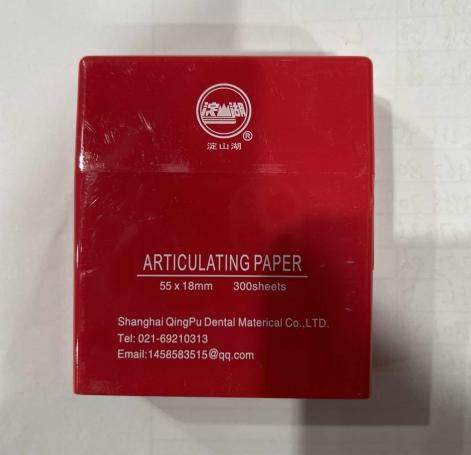 淀山湖
®
淀山湖
ARTICULATING PAPER
55 x 18mm 300sheets
Shanghai QingPu Dental Materical Co.,LTD.
Tel: 021-69210313
Email:1458583515@qq.com